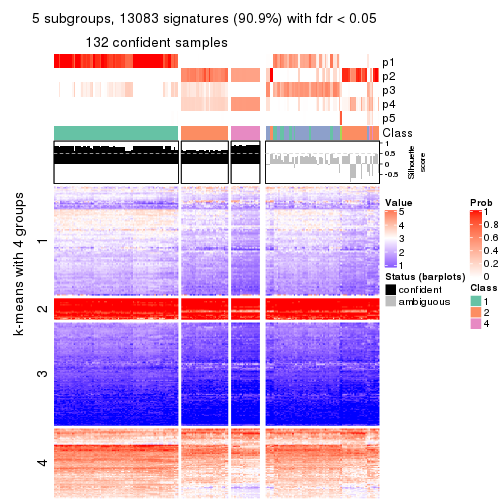 5 subgroups, 13083 signatures (90.9%) with fdr < 0.05
132 confident samples
p1
p2
p3
p4
p5
Class
1
0.5
0
-0.5
Silhouette
score
k-means with 4 groups
1
2
3
4
Value
5
4
3
2
1
Status (barplots)
confident
ambiguous
Prob
1
0.8
0.6
0.4
0.2
0
Class
1
2
4